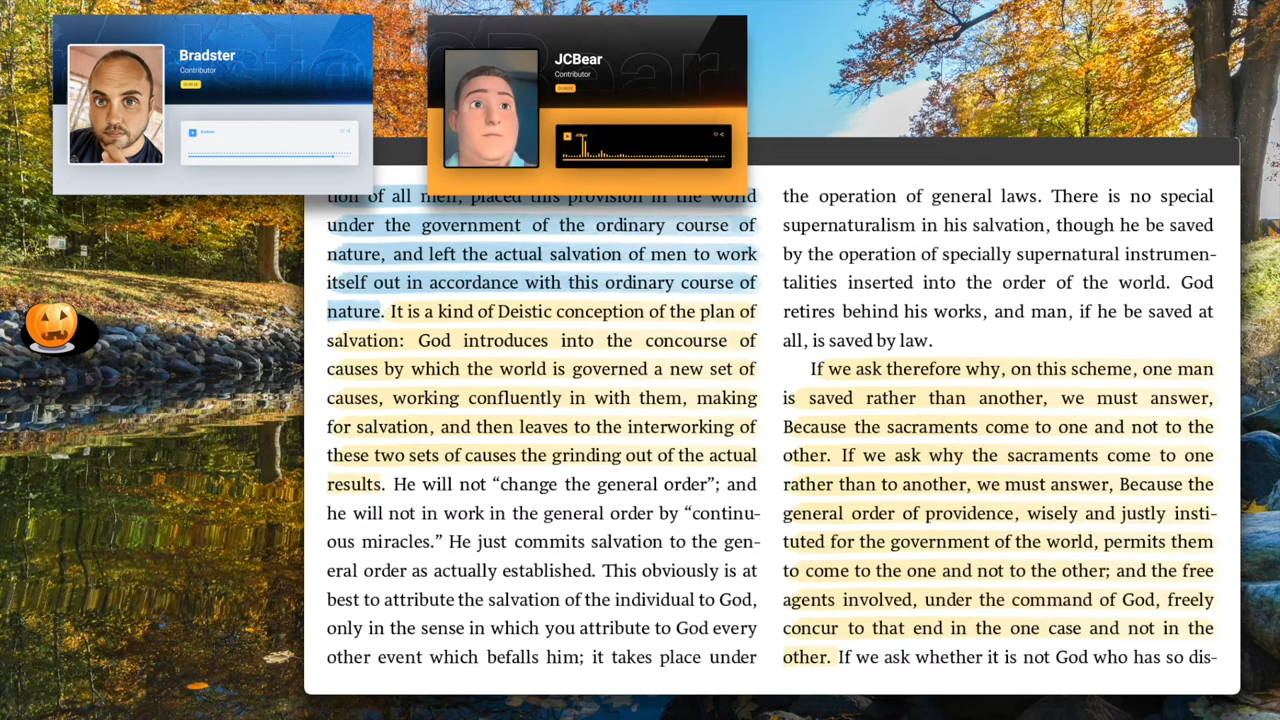 Bradster
Contributor
Bradster
JCBear
Contributor
JCBear
tion of all men, placed this provision in the world
under the government of the ordinary course of
nature, and left the actual salvation of men to work
itself out in accordance with this ordinary course of
nature. It is a kind of Deistic conception of the plan of
salvation: God introduces into the concourse of
causes by which the world is governed a new set of
causes, working confluently in with them, making
for salvation, and then leaves to the interworking of
these two sets of causes the grinding out of the actual
results. He will not “change the general order”; and
he will not in work in the general order by “continu-
ous miracles.” He just commits salvation to the gen-
eral order as actually established. This obviously is at
best to attribute the salvation of the individual to God,
only in the sense in which you attribute to God every
other event which befalls him; it takes place under
the operation of general laws. There is no special
supernaturalism in his salvation, though he be saved
by the operation of specially supernatural instrumen-
talities inserted into the order of the world. God
retires behind his works, and man, if he be saved at
all, is saved by law.
If we ask therefore why, on this scheme, one man
is saved rather than another, we must answer,
Because the sacraments come to one and not to the
other. If we ask why the sacraments come to one
rather than to another, we must answer, Because the
general order of providence, wisely and justly insti-
tuted for the government of the world, permits them
to come to the one and not to the other; and the free
agents involved, under the command of God, freely
concur to that end in the one case and not in the
other. If we ask whether it is not God who has so dis-